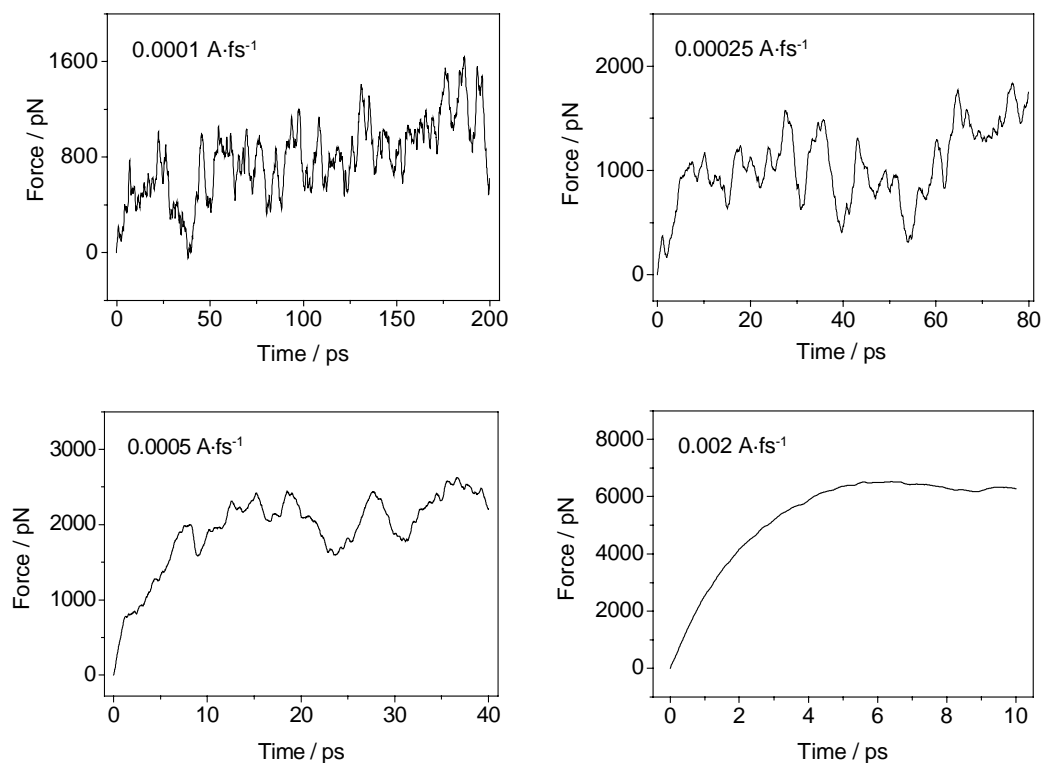 0.0001 A·fs-1
Force / pN
1600
800
0
0 50 100 150 200
Time / ps
0.00025 A·fs-1
Force / pN
2000
1000
0
0 20 40 60 80
Time / ps
0.0005 A·fs-1
Force / pN
3000
2000
1000
0
0 10 20 30 40
Time / ps
0.002 A·fs-1
Force / pN
8000
6000
4000
2000
0
0 2 4 6 8 10
Time / ps